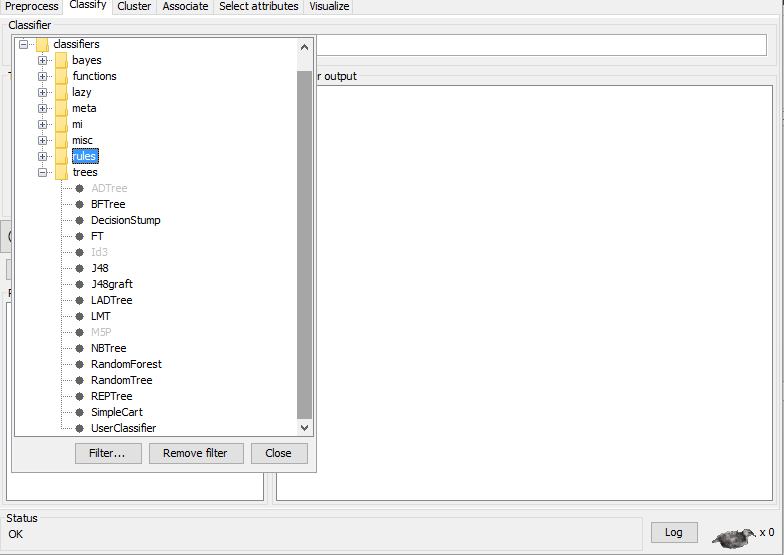 Preprocess Classify Cluster Associate Select attributes Visualize
Classifier
classifiers
bayes
functions
lazy
meta
mi
misc
rules
trees
ADTree
BFTree
DecisionStump
FT
Id3
J48
J48graft
LADTree
LMT
M5P
NBTree
RandomForest
RandomTree
REPTree
SimpleCart
UserClassifier
Filter... Remove filter Close
output
Status
OK
Log x 0